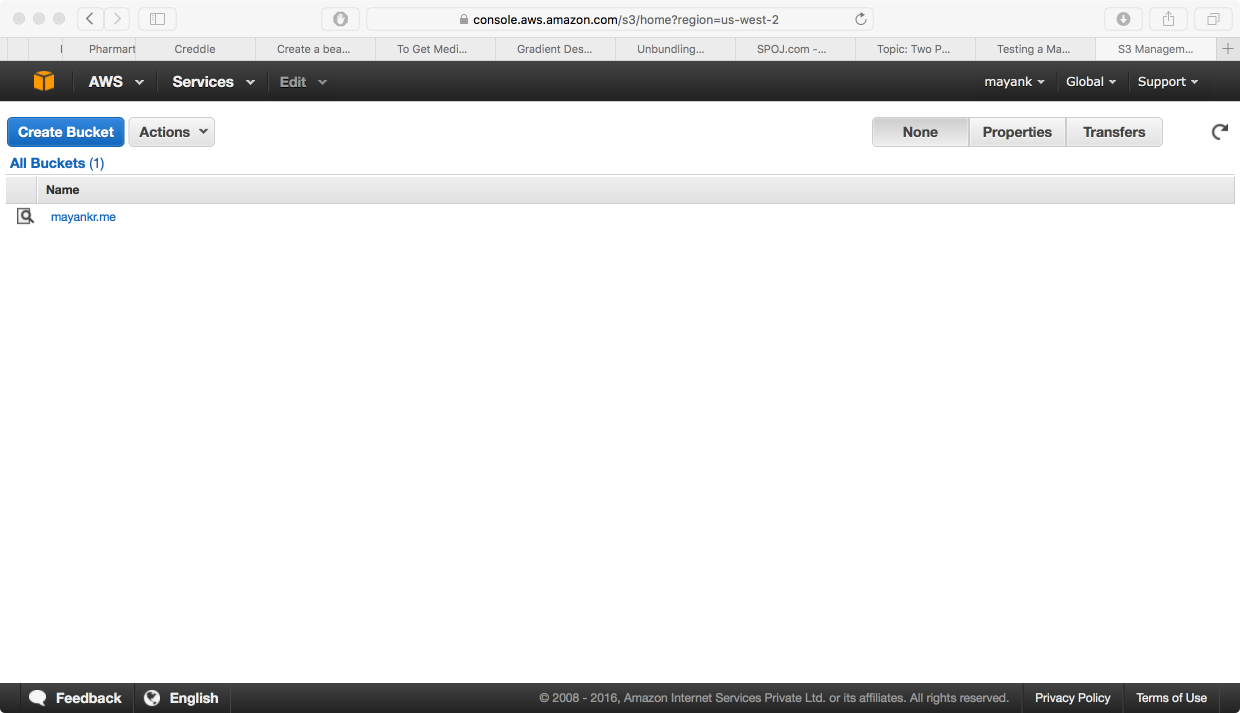 console.aws.amazon.com/s3/home?region=us-west-2
Pharmart Creddle Create a bea... To Get Medi... Gradient Des... Unbundling... SPOJ.com -... Topic: Two P... Testing a Ma... S3 Managem...
AWS Services Edit mayank Global Support
Create Bucket Actions None Properties Transfers
All Buckets (1)
Name
mayankr.me
Feedback English © 2008 - 2016, Amazon Internet Services Private Ltd. or its affiliates. All rights reserved. Privacy Policy Terms of Use